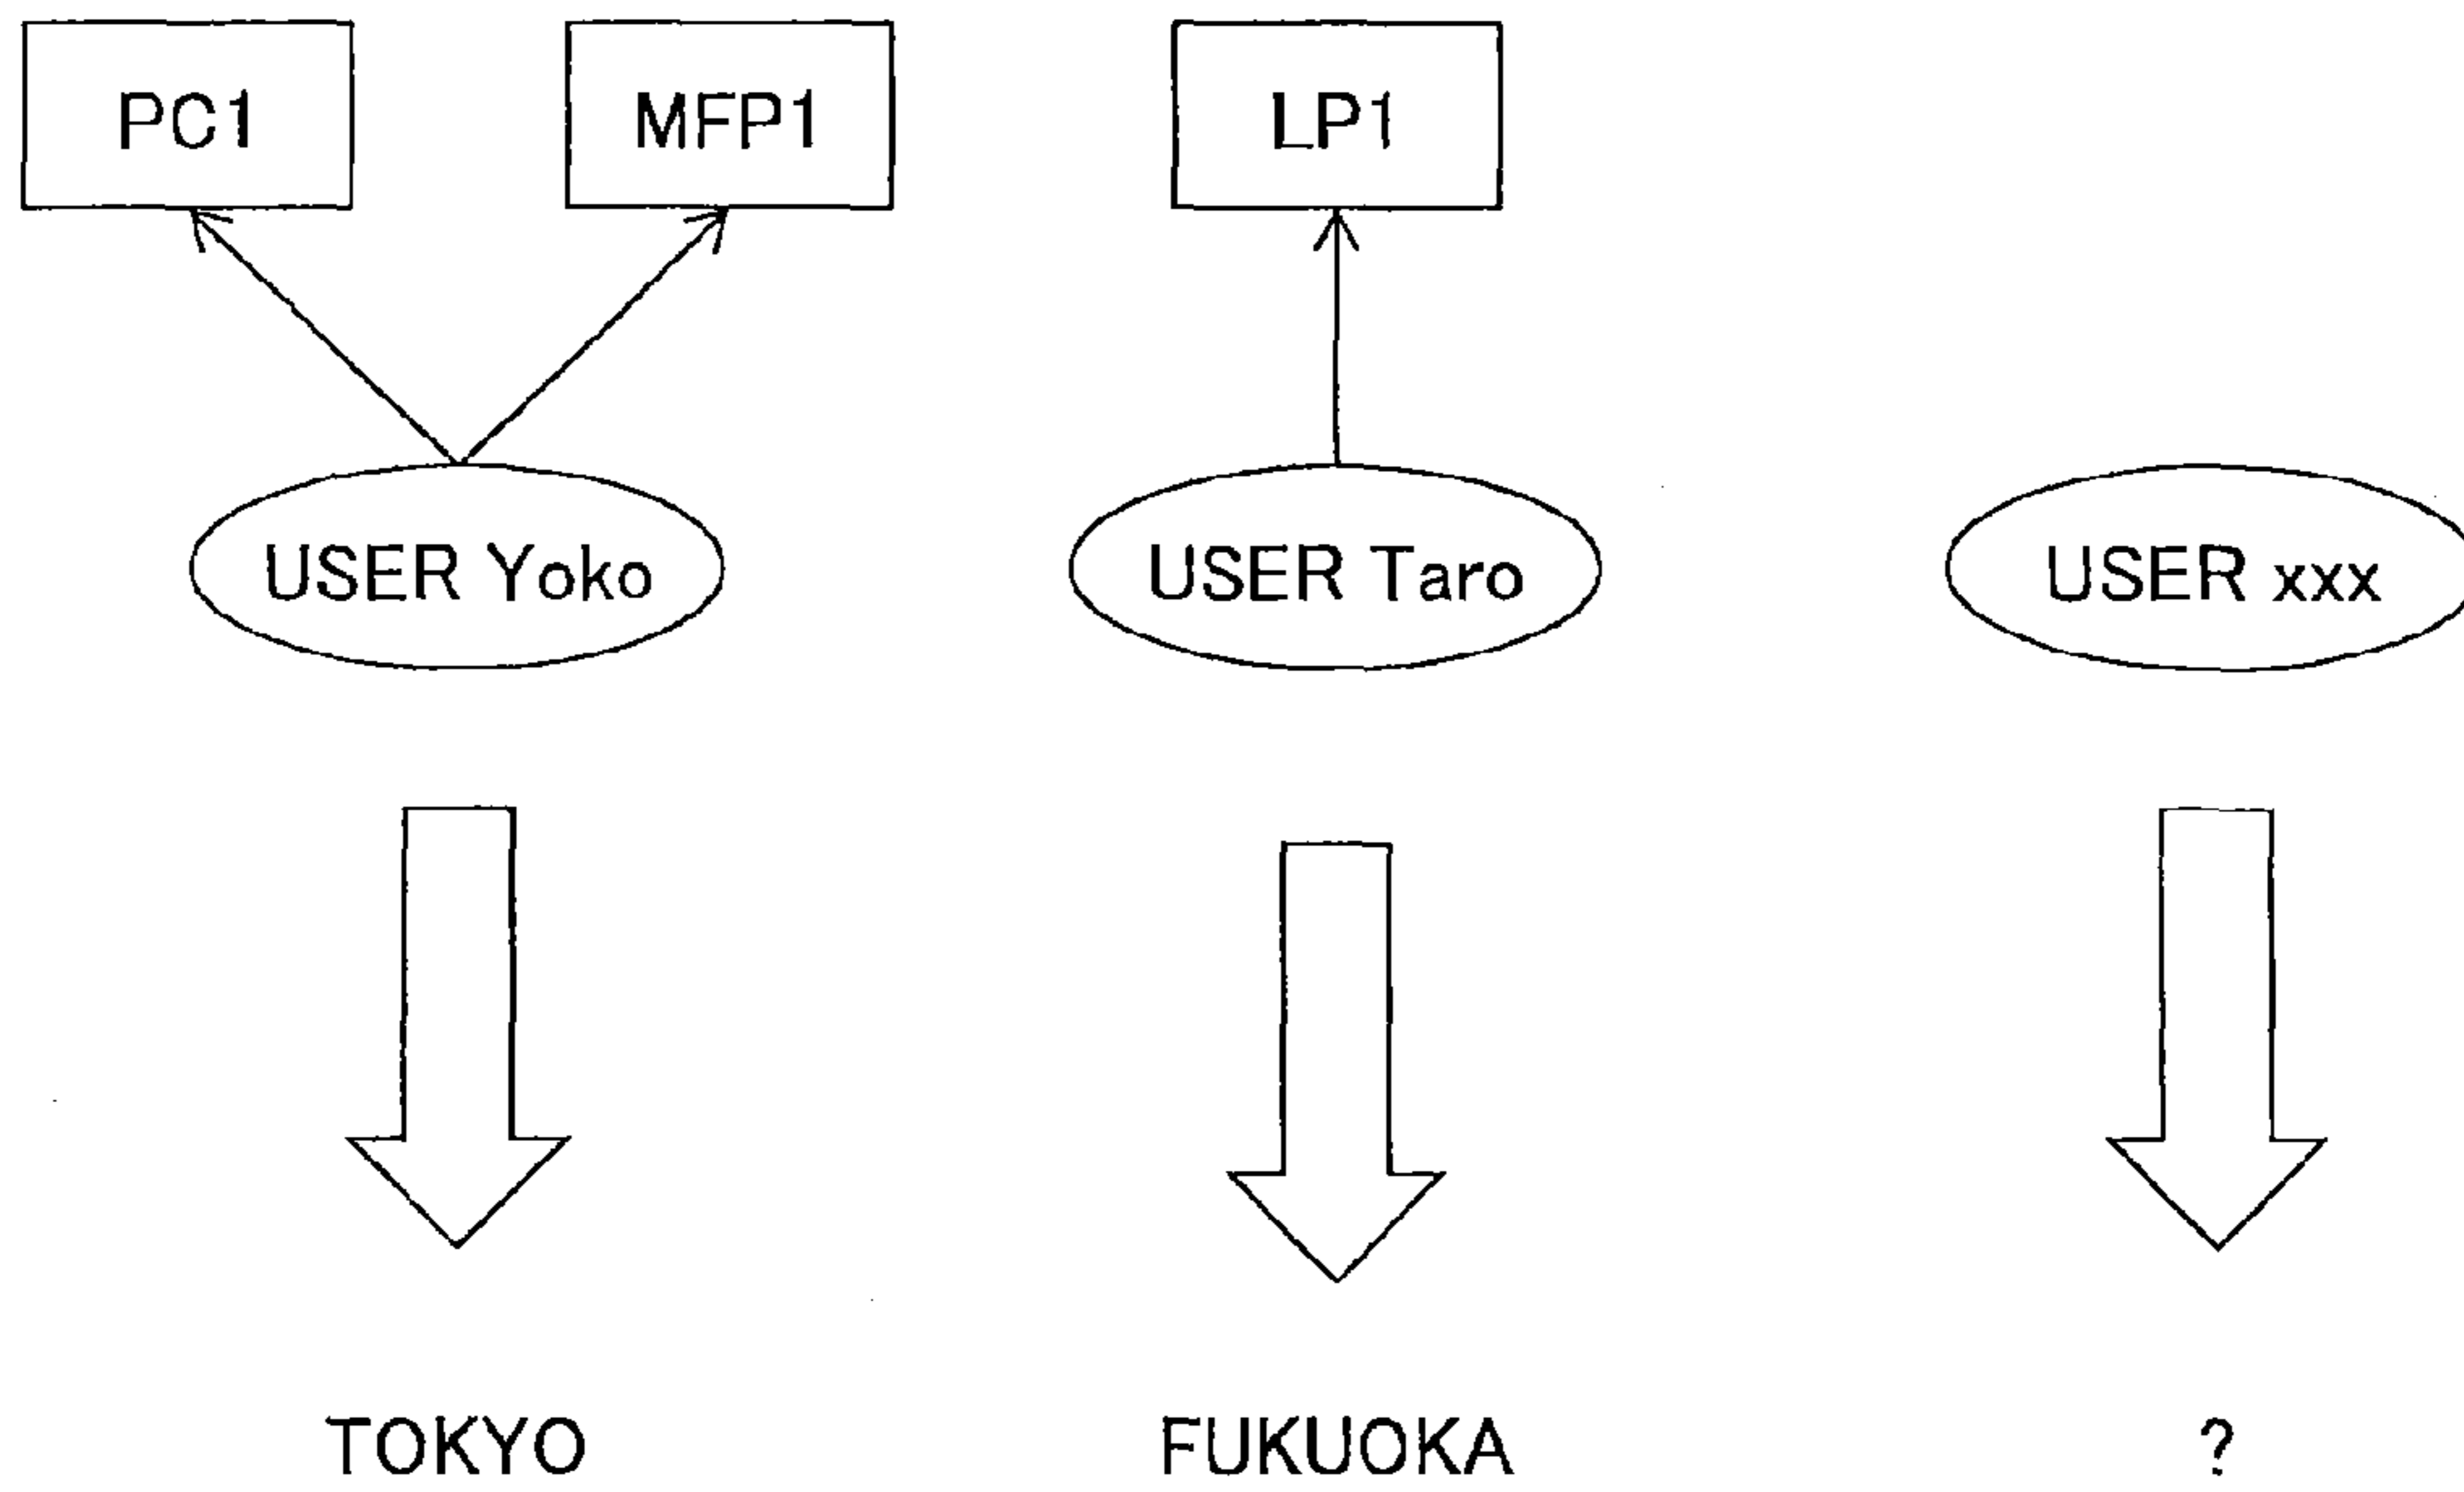 PC1
MFP1
LP1
USER Yoko
USER Taro
USER xxx
TOKYO
FUKUOKA
?